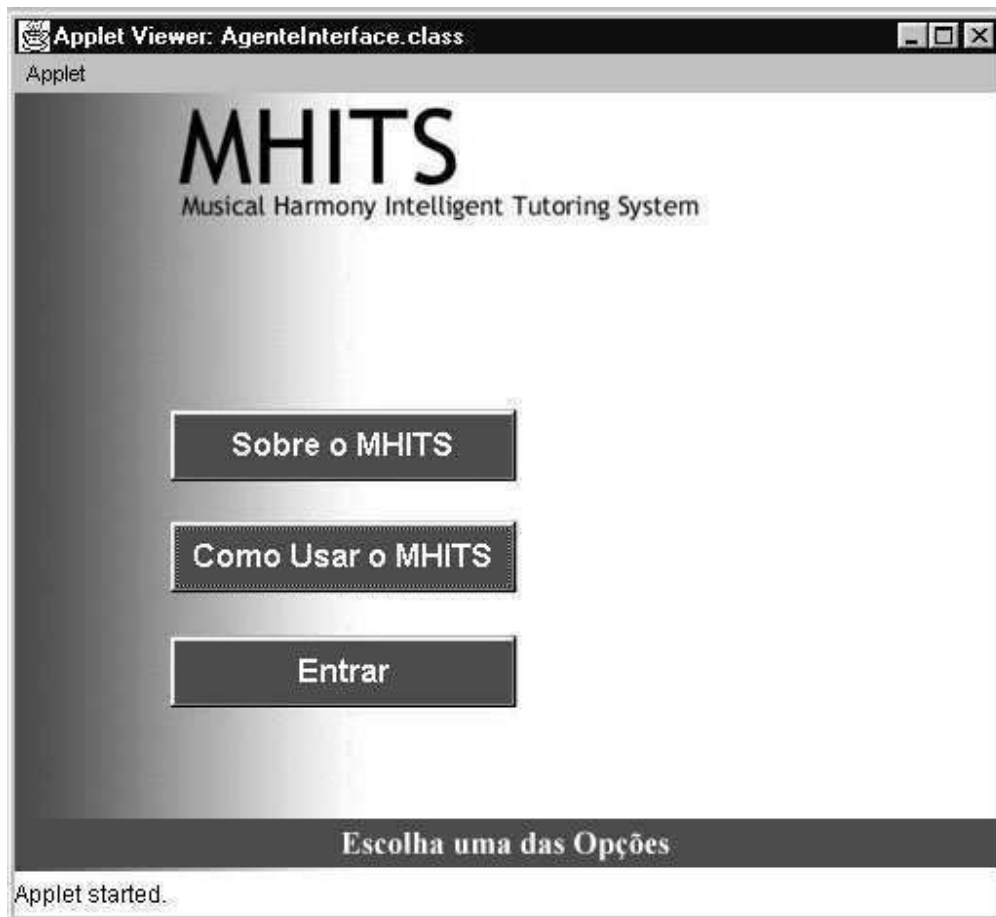 Applet Viewer: AgenteInterface.class
Applet
MHITS
Musical Harmony Intelligent Tutoring System
Sobre o MHITS
Como Usar o MHITS
Entrar
Escolha uma das Opções
Applet started.